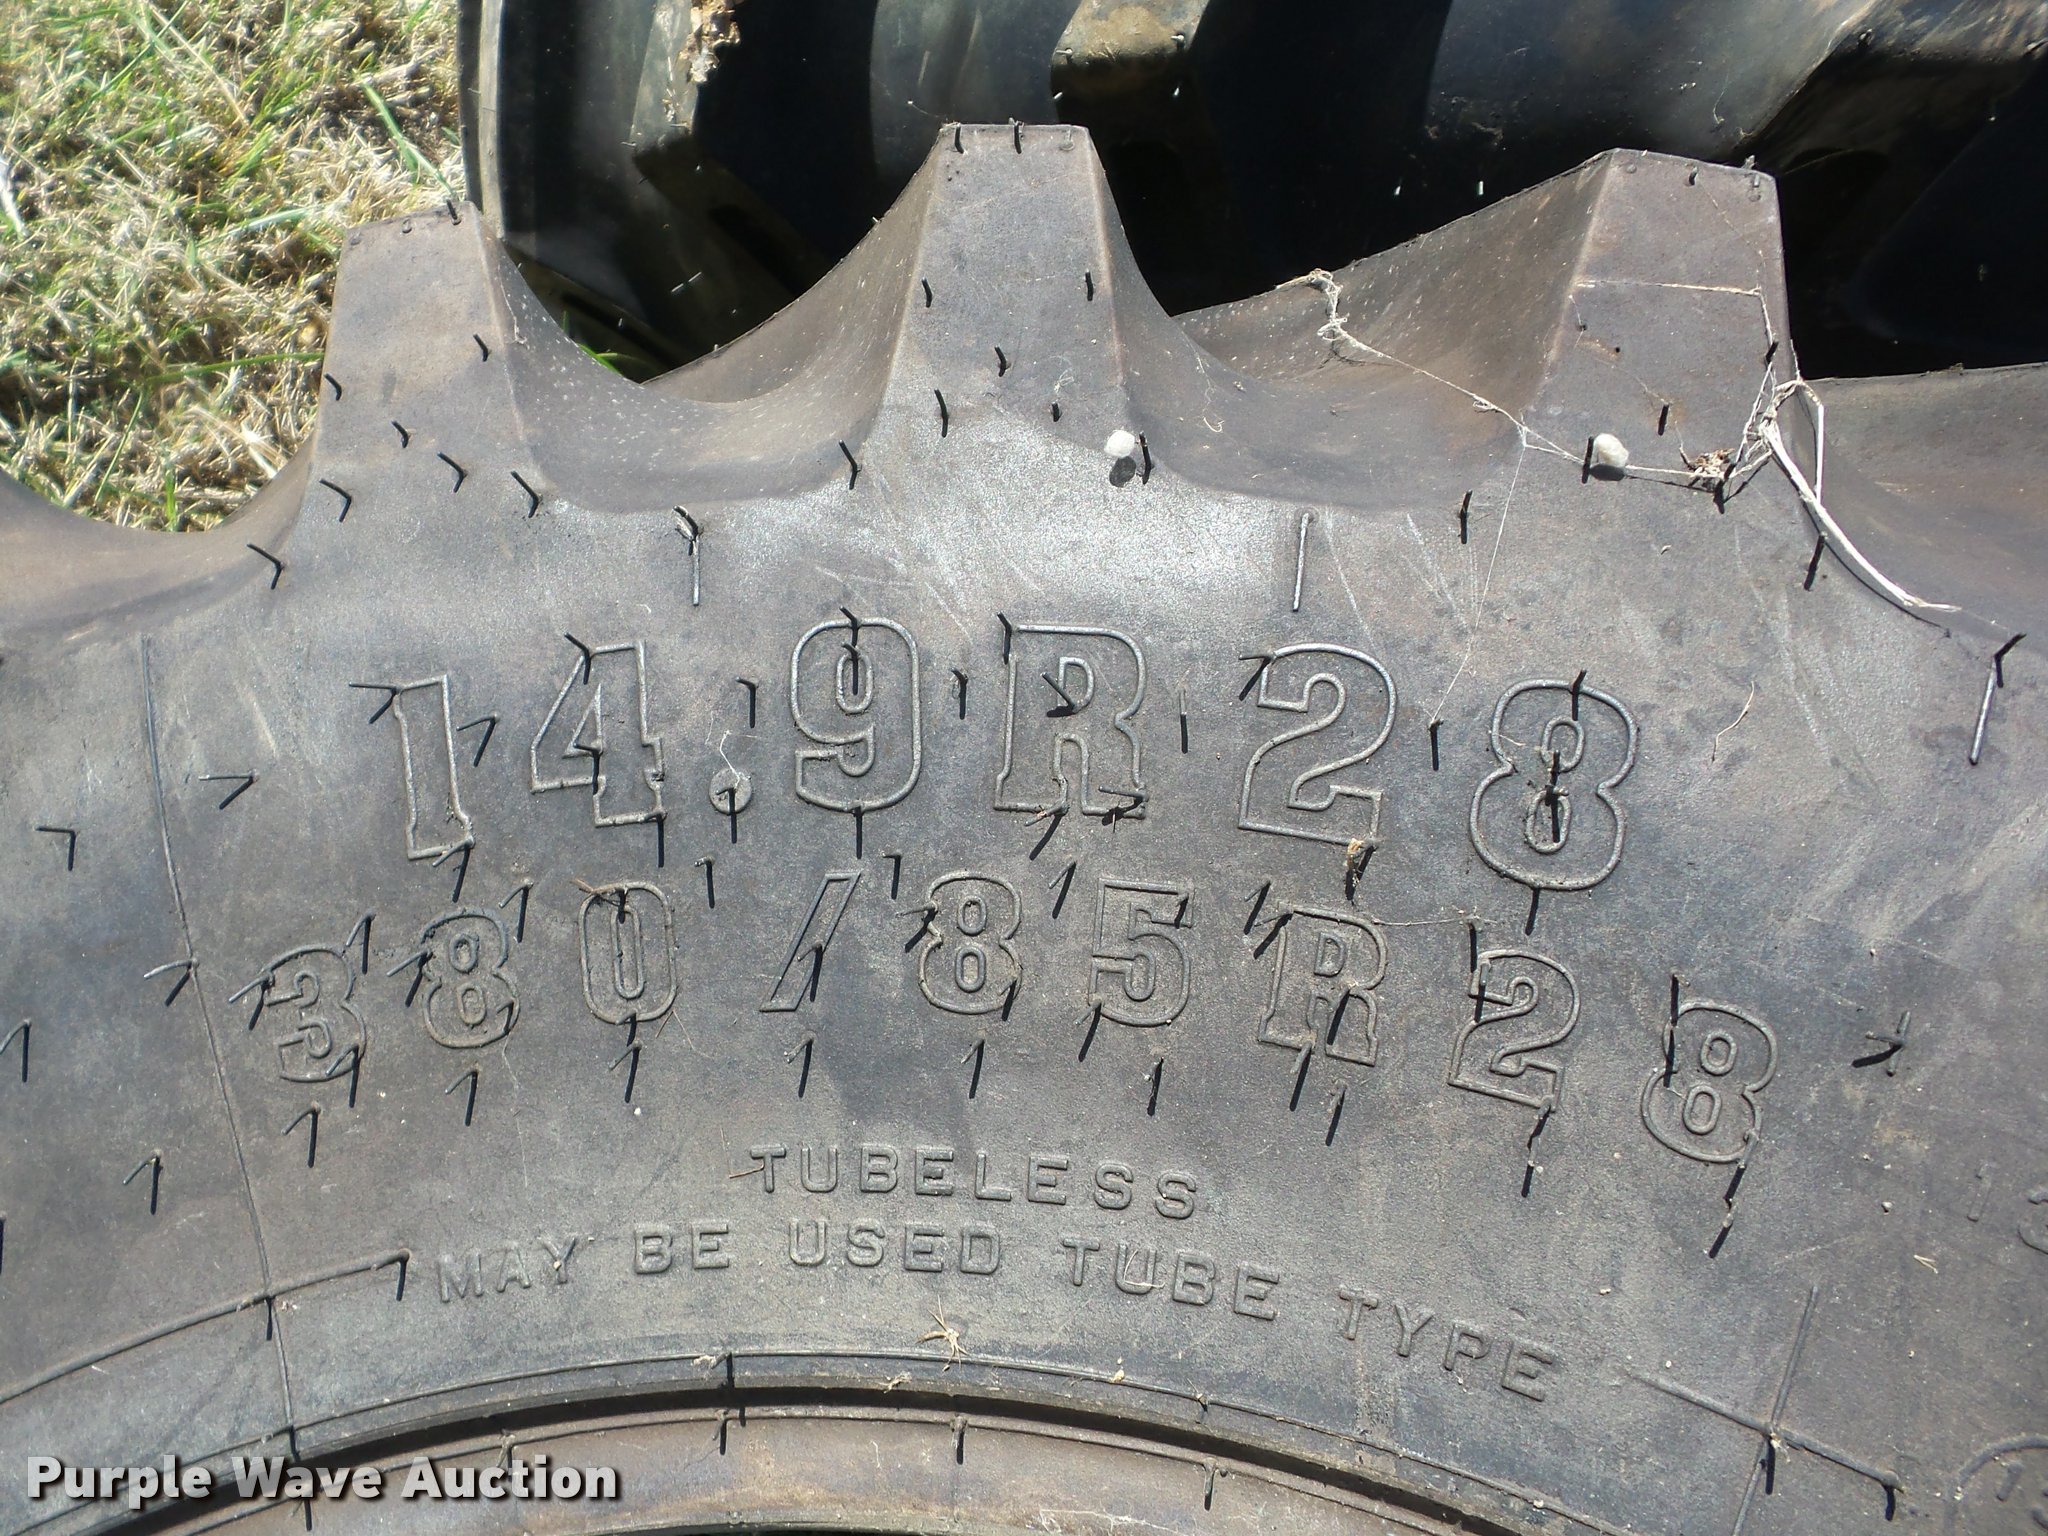 14.9R28
380/85R28
TUBELESS
MAY BE USED TUBE TYPE
Purple Wave Auction